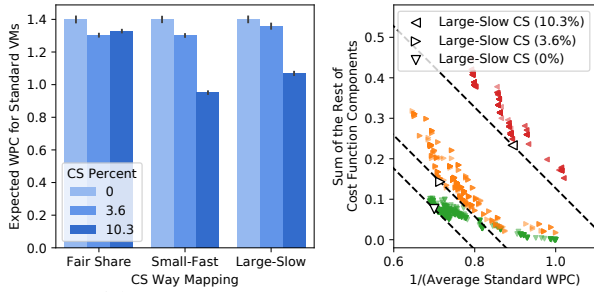 Expected WPC for Standard VMs
1.4
1.2
1.0
0.8
0.6
0.4
0.2
0.0
CS Percent
0
3.6
10.3
Fair Share
Small-Fast
Large-Slow
CS Way Mapping
Sum of the Rest of
Cost Function Components
0.5
0.4
0.3
0.2
0.1
0.0
Large-Slow CS (10.3%)
Large-Slow CS (3.6%)
Large-Slow CS (0%)
0.6
0.8
1.0
1/(Average Standard WPC)